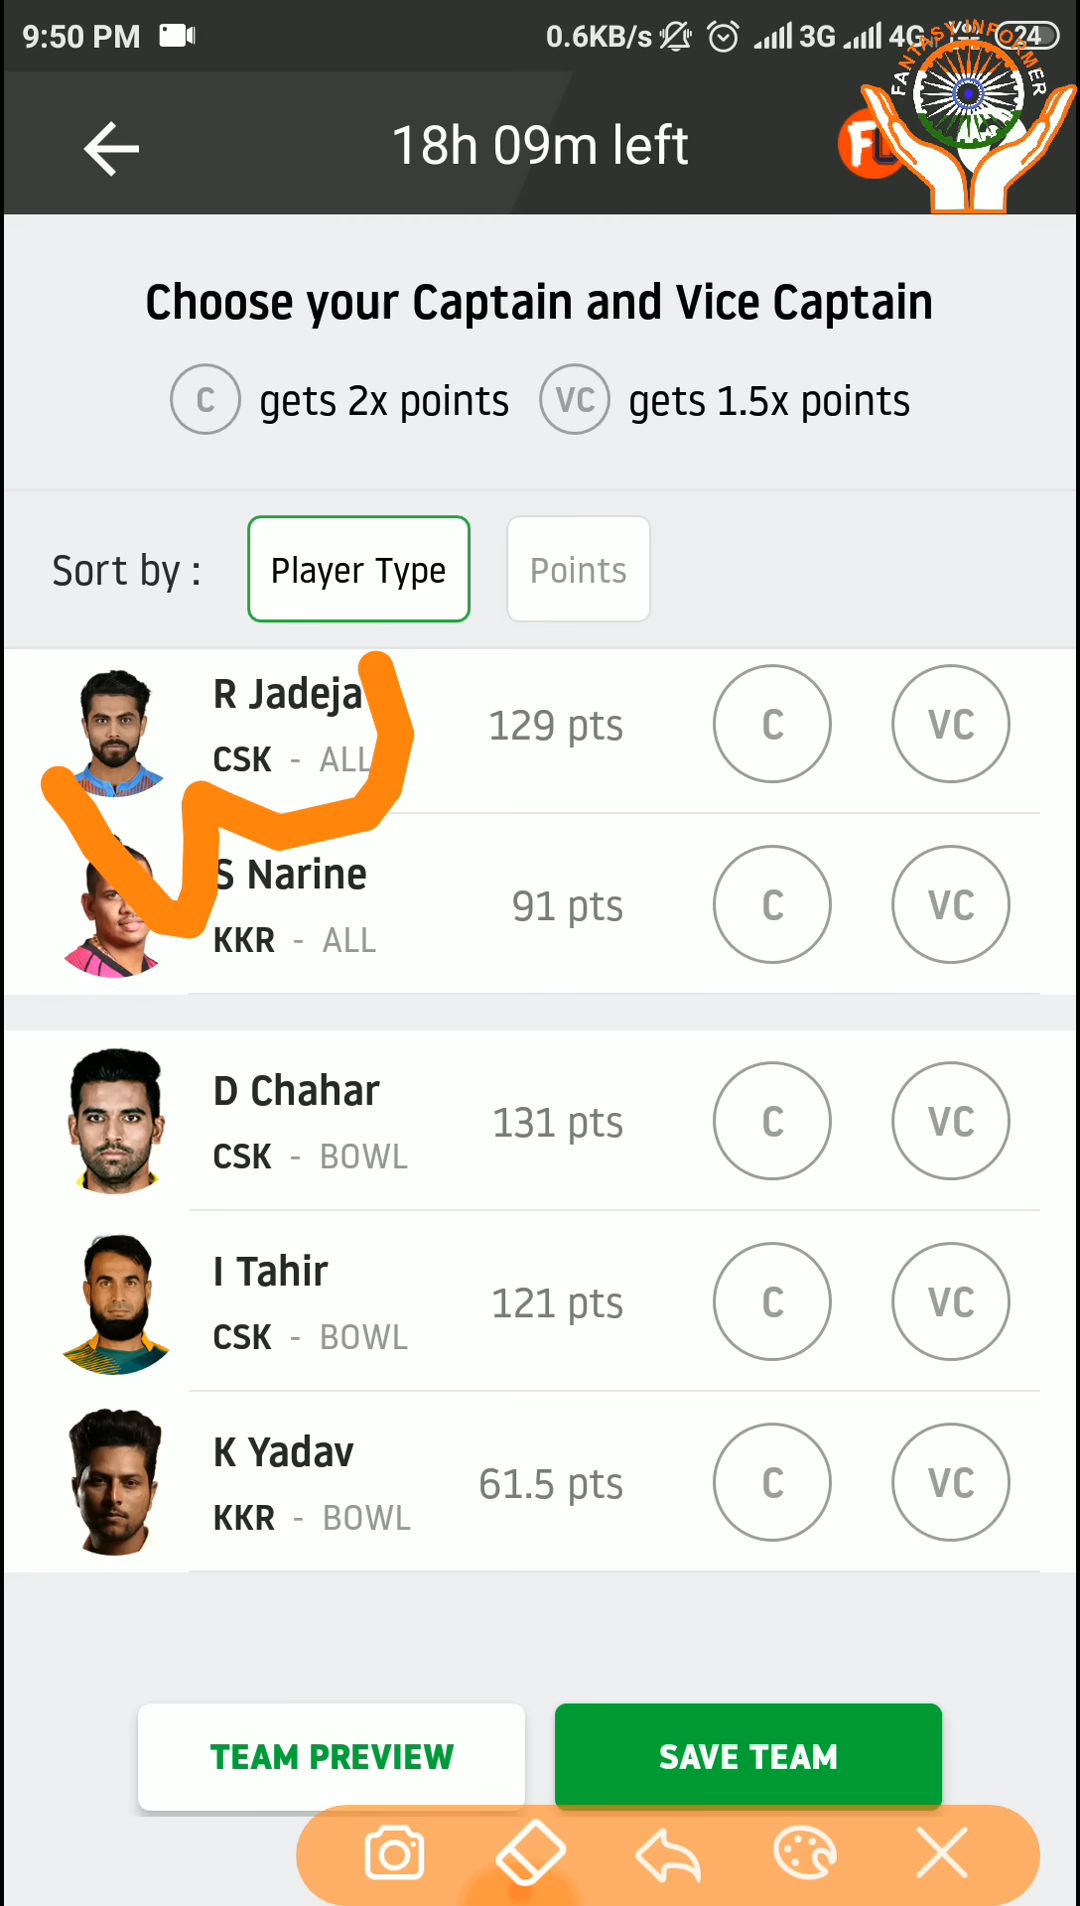 9:50 PM 0.6KB/s 3G 4G 24
FANTASY INFORMER
18h 09m left
Choose your Captain and Vice Captain
C gets 2x points VC gets 1.5x points
Sort by : Player Type Points
R Jadeja
CSK - ALL
129 pts C VC
S Narine
KKR - ALL
91 pts C VC
D Chahar
CSK - BOWL
131 pts C VC
I Tahir
CSK - BOWL
121 pts C VC
K Yadav
KKR - BOWL
61.5 pts C VC
TEAM PREVIEW SAVE TEAM